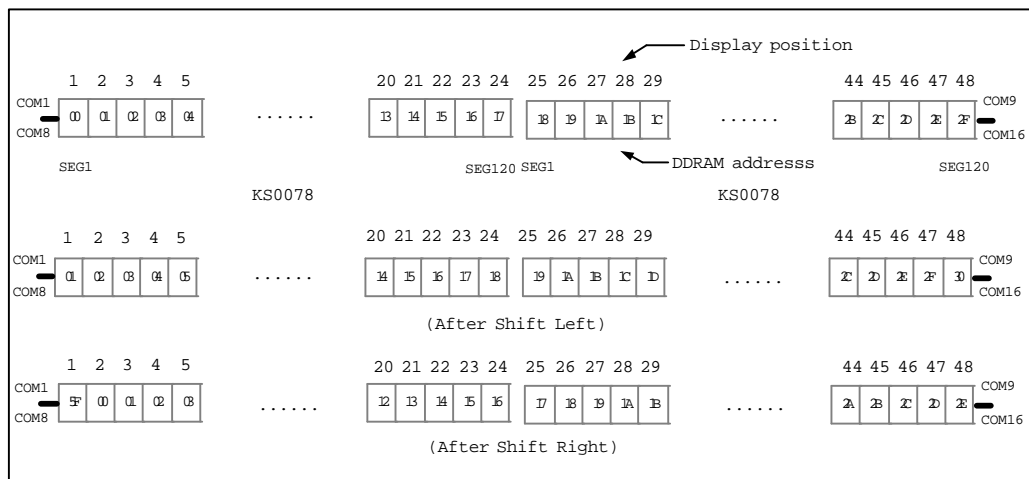 Display position
1 2 3 4 5 20 21 22 23 24 25 26 27 28 29 44 45 46 47 48
COM1 COM9
00 01 02 03 04 ...... 13 14 15 16 17 18 19 1A 1B 1C ...... 2B 2C 2D 2E 2F
COM8 COM16
DDRAM addresss
SEG1 SEG120 SEG1 SEG120
KS0078 KS0078
1 2 3 4 5 20 21 22 23 24 25 26 27 28 29 44 45 46 47 48
COM1 COM9
01 02 03 04 05 ...... 14 15 16 17 18 19 1A 1B 1C 1D ...... 2C 2D 2E 2F 30
COM8 COM16
(After Shift Left)
1 2 3 4 5 20 21 22 23 24 25 26 27 28 29 44 45 46 47 48
COM1 COM9
5F 00 01 02 03 ...... 12 13 14 15 16 17 18 19 1A 1B ...... 2A 2B 2C 2D 2E
COM8 COM16
(After Shift Right)